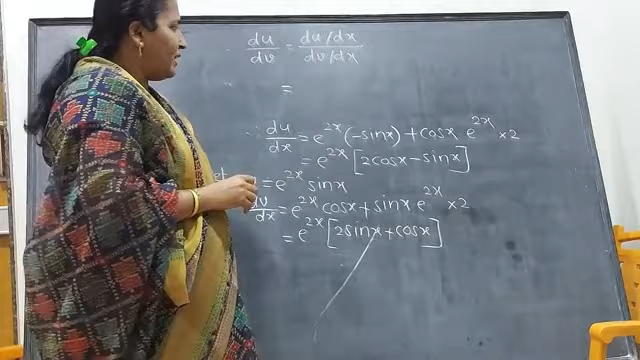 du/dv = du/dx / dv/dx
=
∴ du/dx = e^2x (-sinx) + cosx e^2x × 2
= e^2x [2cosx - sinx]
= e^2x sinx
dv/dx = e^2x cosx + sinx e^2x × 2
= e^2x [2sinx + cosx]